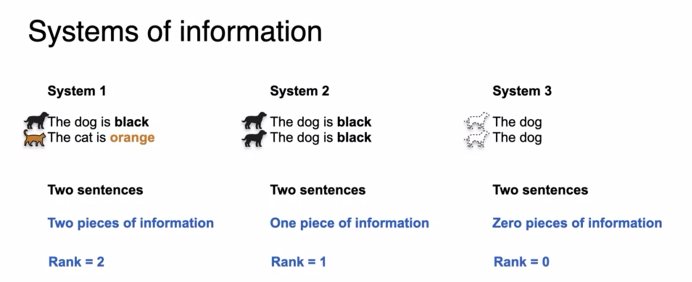 Systems of information
System 1
The dog is black
The cat is orange
Two sentences
Two pieces of information
Rank = 2
System 2
The dog is black
The dog is black
Two sentences
One piece of information
Rank = 1
System 3
The dog
The dog
Two sentences
Zero pieces of information
Rank = 0